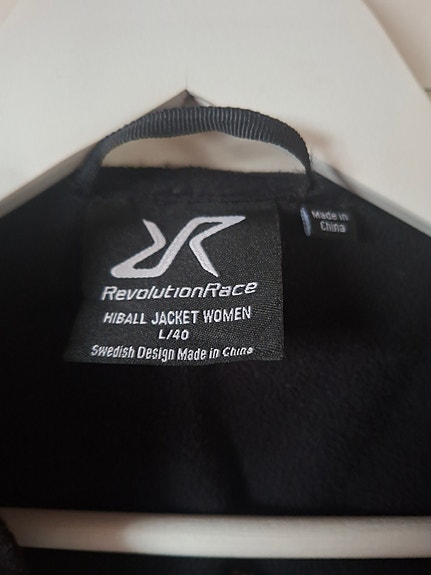 RevolutionRace
HIBALL JACKET WOMEN
L/40
Swedish Design Made in China
Made in
China